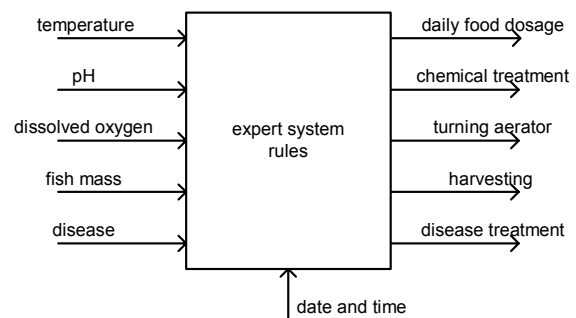 temperature
pH
dissolved oxygen
fish mass
disease
expert system
rules
daily food dosage
chemical treatment
turning aerator
harvesting
disease treatment
date and time